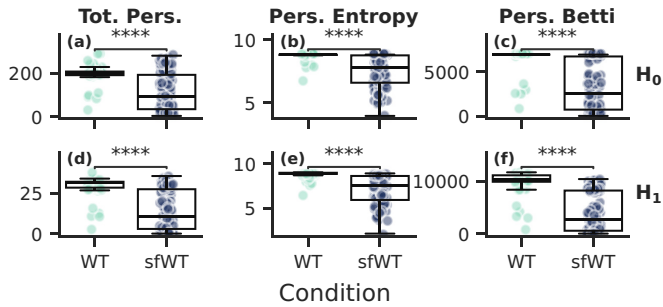 Tot. Pers. Pers. Entropy Pers. Betti
(a) **** (b) **** (c) ****
200 0 10 5 5000 0 H0
(d) **** (e) **** (f) ****
25 0 10 5 10000 0 H1
WT sfWT WT sfWT WT sfWT
Condition